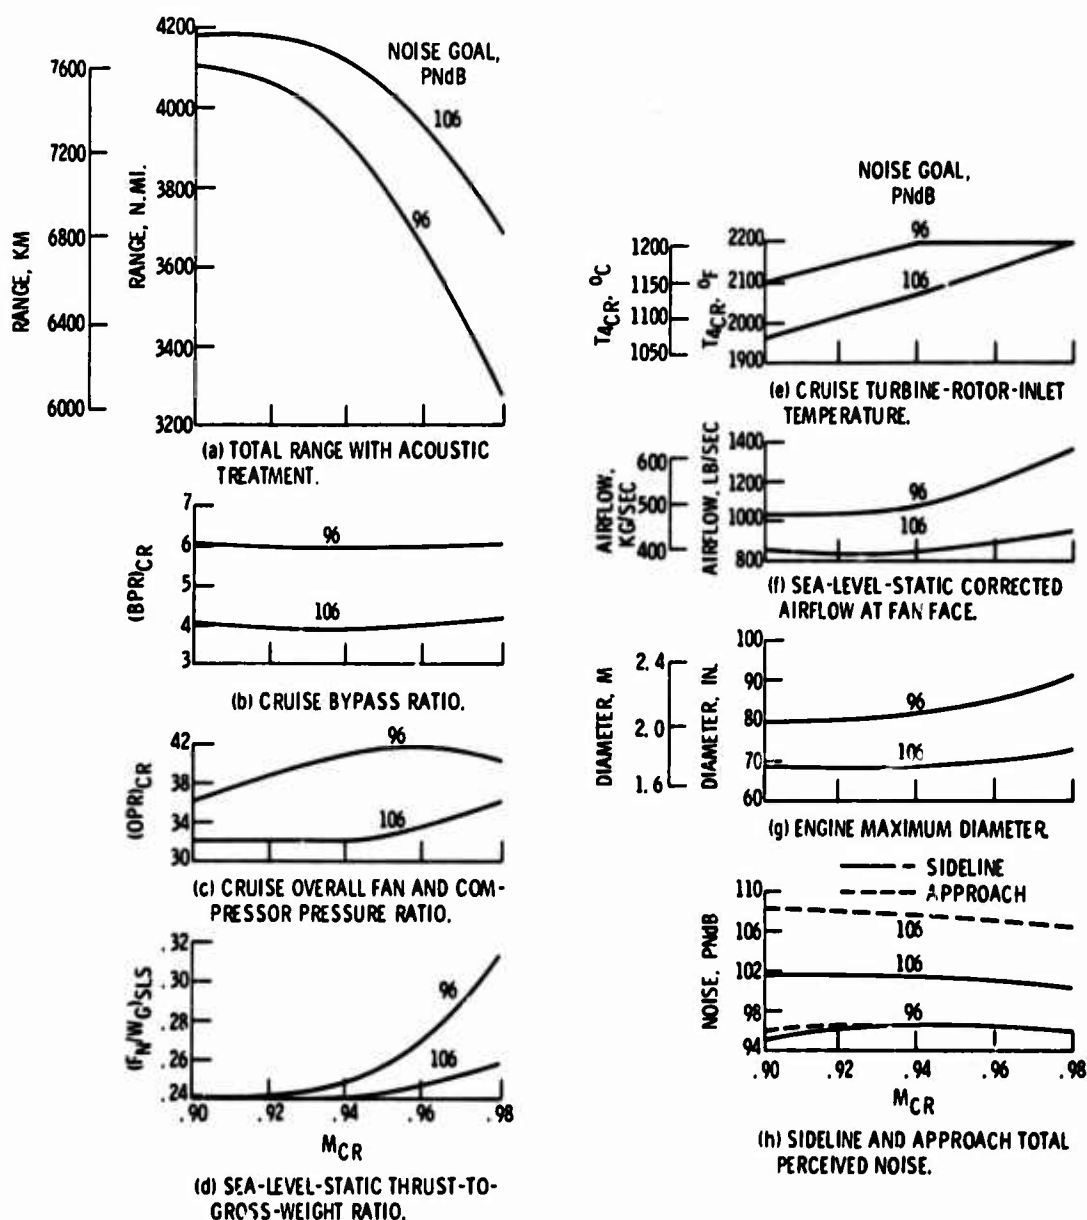 NOISE GOAL,
PNdB
106
96
RANGE, KM
7600
7200
6800
6400
6000
RANGE, N.MI.
4200
4000
3800
3600
3400
3200
(a) TOTAL RANGE WITH ACOUSTIC
TREATMENT.
(BPR)CR
7
6
5
4
3
96
106
(b) CRUISE BYPASS RATIO.
(OPR)CR
42
38
34
30
96
106
(c) CRUISE OVERALL FAN AND COM-
PRESSOR PRESSURE RATIO.
(FN/WG)SLS
.32
.30
.28
.26
.24
96
106
.90 .92 .94 .96 .98
MCR
(d) SEA-LEVEL-STATIC THRUST-TO-
GROSS-WEIGHT RATIO.
NOISE GOAL,
PNdB
96
106
T4CR, °C
1200
1150
1100
1050
T4CR, °F
2200
2100
2000
1900
(e) CRUISE TURBINE-ROTOR-INLET
TEMPERATURE.
AIRFLOW,
KG/SEC
600
500
400
AIRFLOW, LB/SEC
1400
1200
1000
800
96
106
(f) SEA-LEVEL-STATIC CORRECTED
AIRFLOW AT FAN FACE.
DIAMETER, M
2.4
2.0
1.6
DIAMETER, IN.
100
90
80
70
60
96
106
(g) ENGINE MAXIMUM DIAMETER.
SIDELINE
APPROACH
NOISE, PNdB
110
106
102
98
94
106
106
96
.90 .92 .94 .96 .98
MCR
(h) SIDELINE AND APPROACH TOTAL
PERCEIVED NOISE.